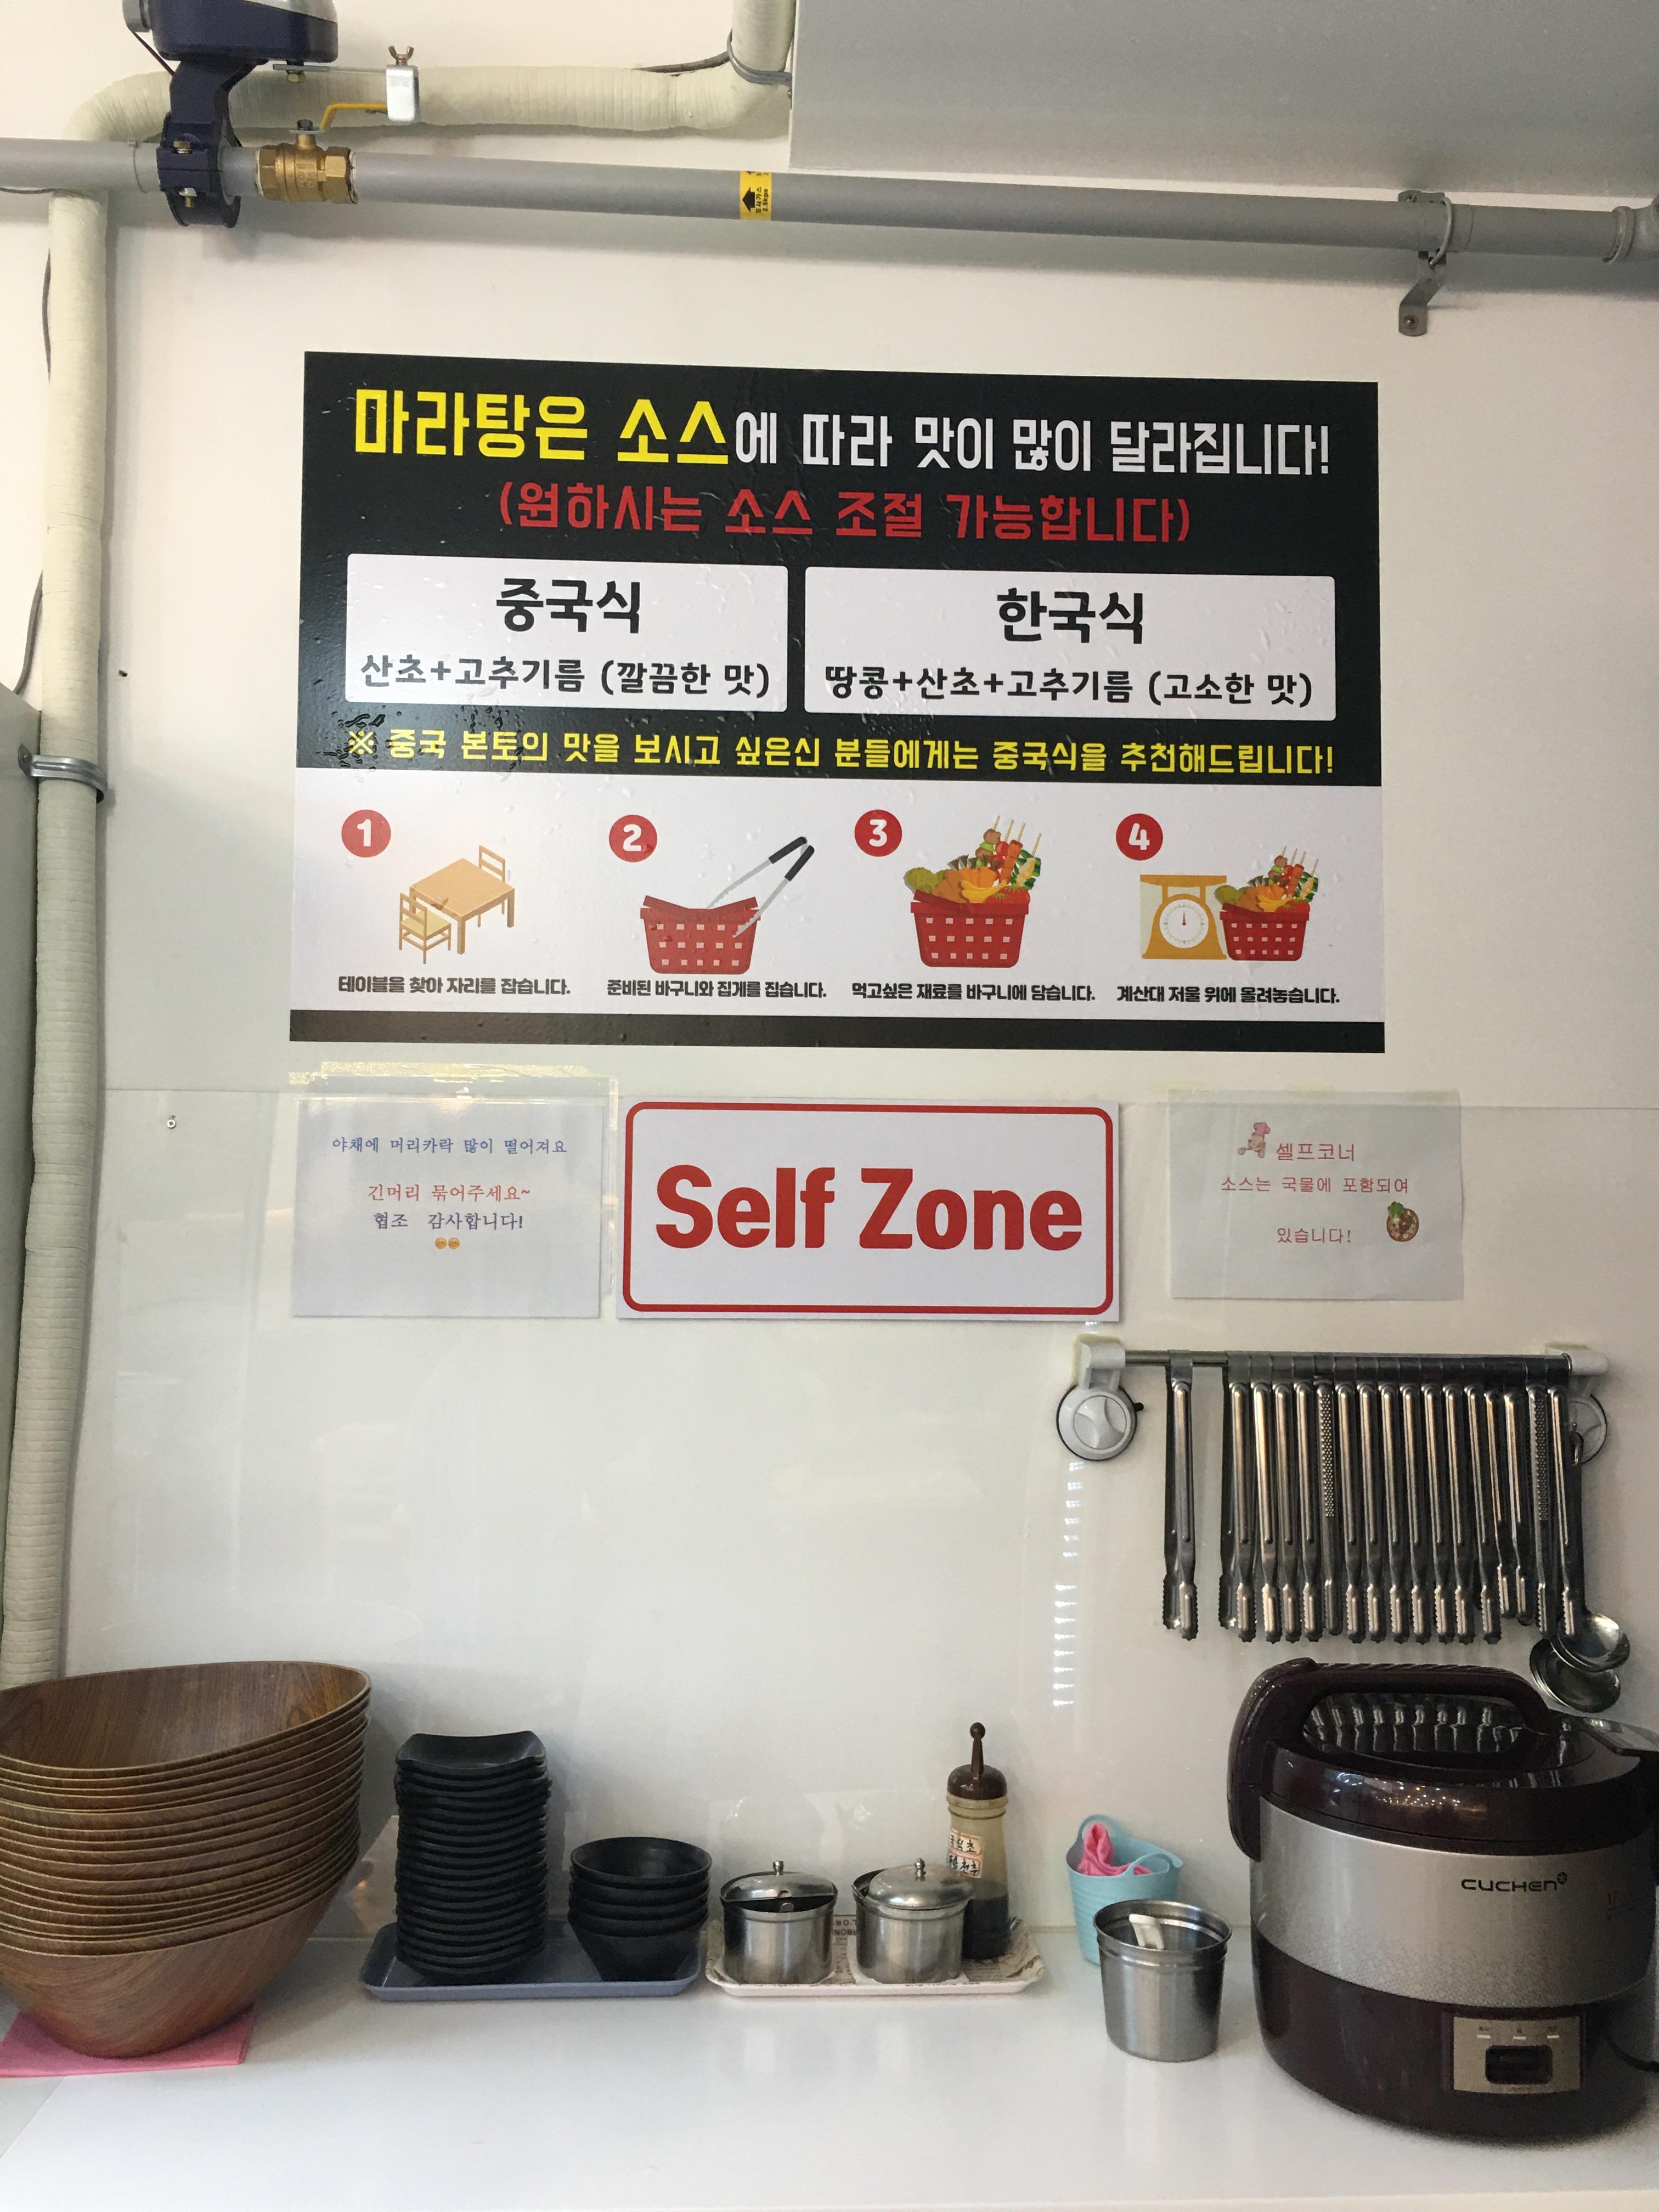 마라탕은 소스에 따라 맛이 많이 달라집니다!
(원하시는 소스 조절 가능합니다)
중국식
산초+고추기름 (깔끔한 맛)
한국식
땅콩+산초+고추기름 (고소한 맛)
※ 중국 본토의 맛을 보시고 싶은신 분들에게는 중국식을 추천해드립니다!
1
테이블을 찾아 자리를 잡습니다.
2
준비된 바구니와 집게를 집습니다.
3
먹고싶은 재료를 바구니에 담습니다.
4
계산대 저울 위에 올려놓습니다.
야채에 머리카락 많이 떨어져요
긴머리 묶어주세요~
협조 감사합니다!
Self Zone
셀프코너
소스는 국물에 포함되여
있습니다!
CUCHEN